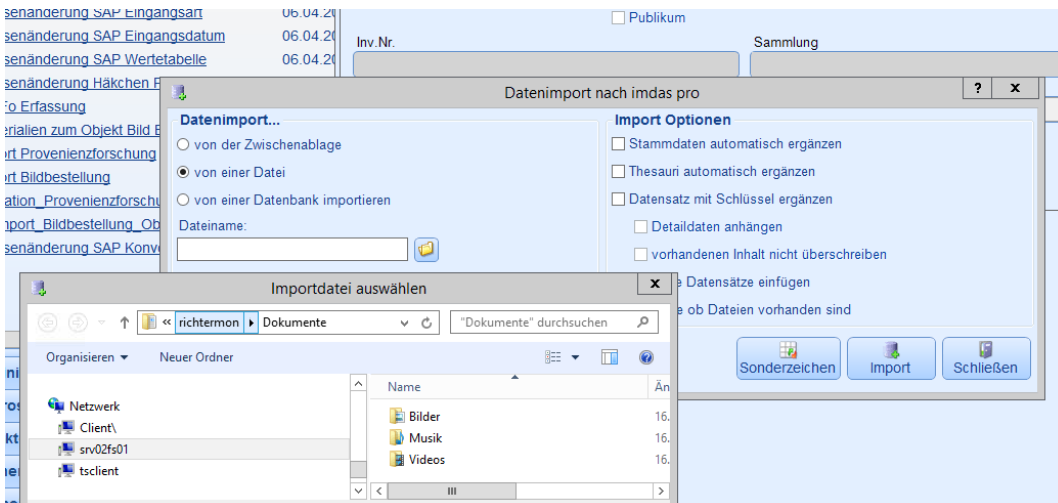 senänderung SAP Eingangsart 06.04.20
senänderung SAP Eingangsdatum 06.04.20
senänderung SAP Wertetabelle 06.04.20
senänderung Häkchen P
Fo Erfassung
erialien zum Objekt Bild B
ort Provenienzforschung
ort Bildbestellung
ation_Provenienzforschu
mport_Bildbestellung_Ob
senänderung SAP Konv
Publikum
Inv.Nr. Sammlung
Datenimport nach imdas pro
? x
Datenimport...
von der Zwischenablage
von einer Datei
von einer Datenbank importieren
Dateiname:
Import Optionen
Stammdaten automatisch ergänzen
Thesauri automatisch ergänzen
Datensatz mit Schlüssel ergänzen
Detaildaten anhängen
vorhandenen Inhalt nicht überschreiben
e Datensätze einfügen
e ob Dateien vorhanden sind
Sonderzeichen Import Schließen
Importdatei auswählen x
« richtermon Dokumente "Dokumente" durchsuchen
Organisieren Neuer Ordner
Netzwerk
Client\
srv02fs01
tsclient
Name Än
Bilder 16.
Musik 16.
Videos 16.